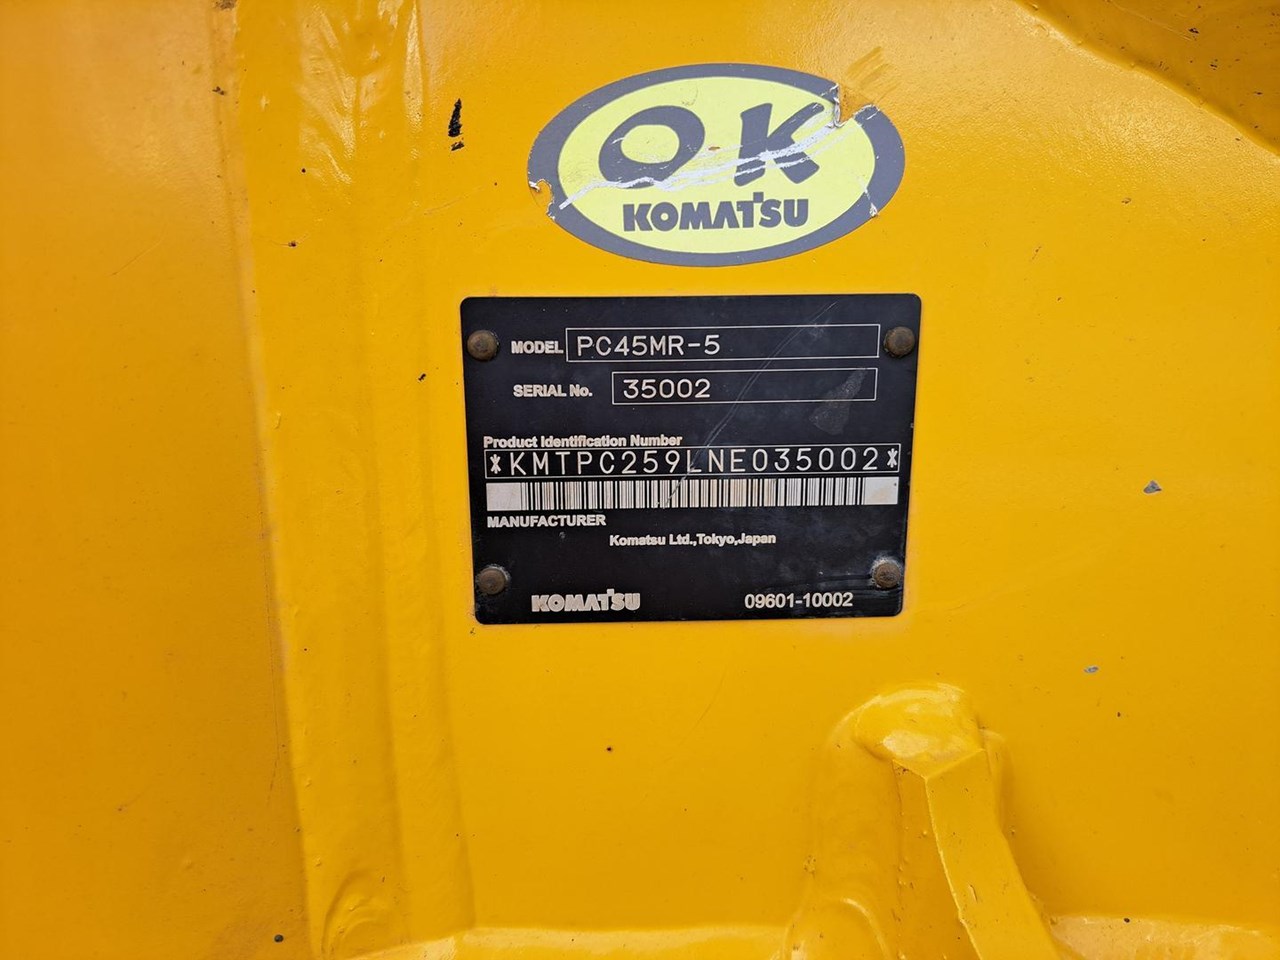 OK
KOMATSU
MODEL PC45MR-5
SERIAL No. 35002
Product Identification Number
*KMTPC259LNE035002*
MANUFACTURER
Komatsu Ltd.,Tokyo,Japan
KOMATSU 09601-10002